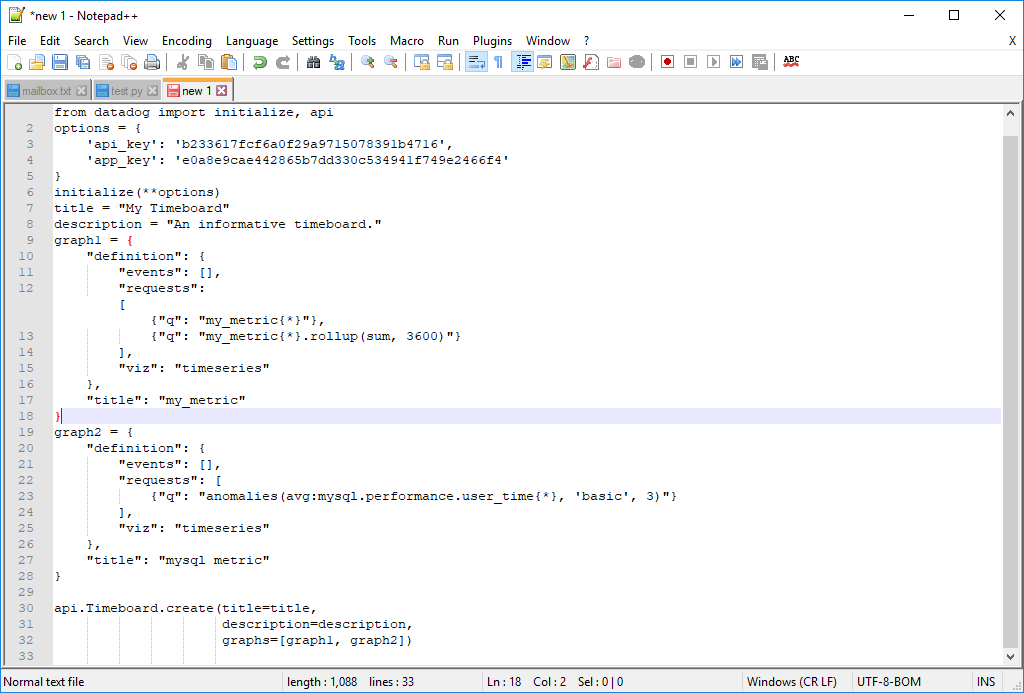 *new 1 - Notepad++
File Edit Search View Encoding Language Settings Tools Macro Run Plugins Window ? X
ABC
mailbox.txt test.py new 1
from datadog import initialize, api
2 options = {
3     'api_key': 'b233617fcf6a0f29a9715078391b4716',
4     'app_key': 'e0a8e9cae442865b7dd330c534941f749e2466f4'
5 }
6 initialize(**options)
7 title = "My Timeboard"
8 description = "An informative timeboard."
9 graph1 = {
10     "definition": {
11         "events": [],
12         "requests":
        [
            {"q": "my_metric{*}"},
13             {"q": "my_metric{*}.rollup(sum, 3600)"}
14         ],
15         "viz": "timeseries"
16     },
17     "title": "my_metric"
18 }
19 graph2 = {
20     "definition": {
21         "events": [],
22         "requests": [
23             {"q": "anomalies(avg:mysql.performance.user_time{*}, 'basic', 3)"}
24         ],
25         "viz": "timeseries"
26     },
27     "title": "mysql metric"
28 }
29
30 api.Timeboard.create(title=title,
31                      description=description,
32                      graphs=[graph1, graph2])
33
Normal text file length : 1,088 lines : 33 Ln : 18 Col : 2 Sel : 0 | 0 Windows (CR LF) UTF-8-BOM INS